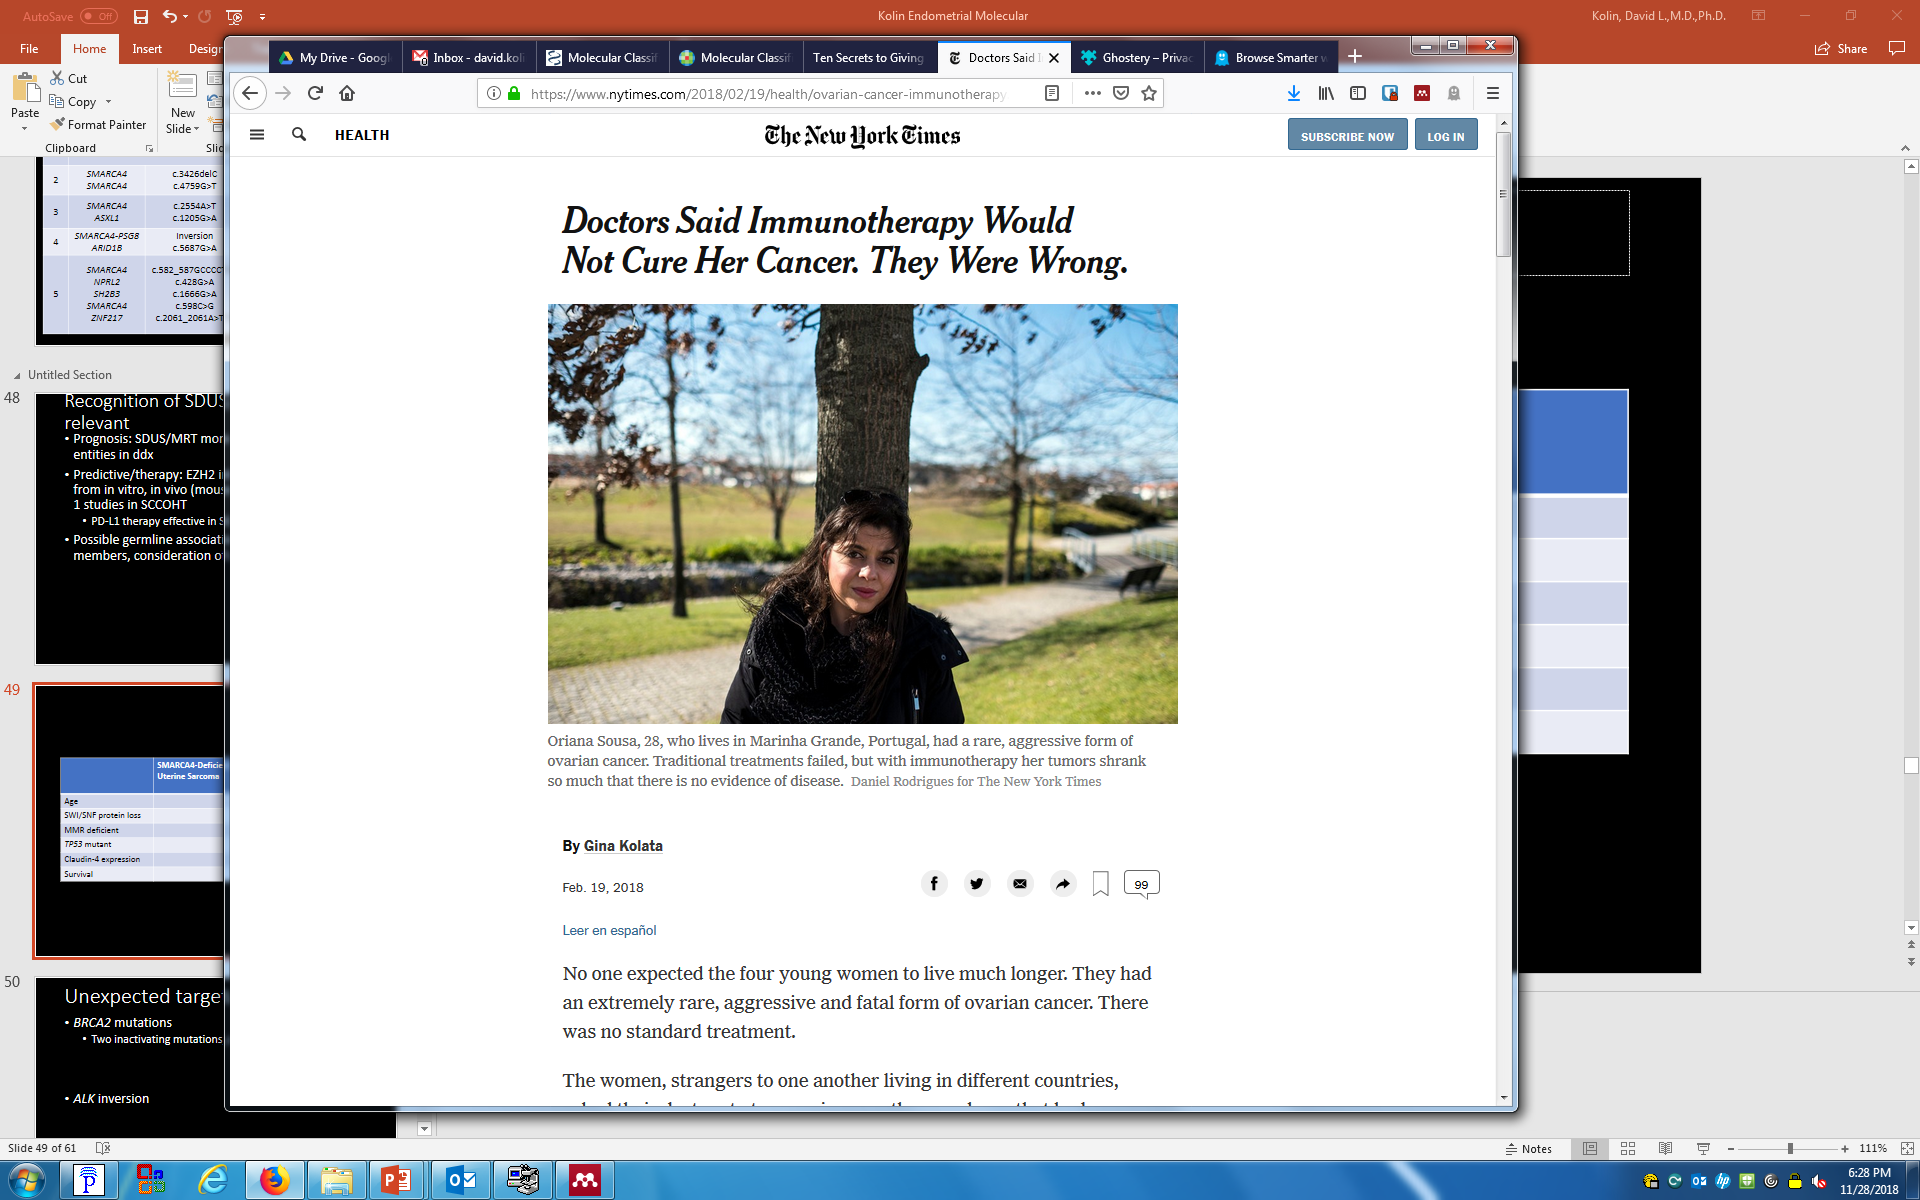 AutoSave Off
Kolin Endometrial Molecular
Kolin, David L.,M.D.,Ph.D.
File Home Insert Design
Share
Paste
Cut
Copy
Format Painter
Clipboard
New
Slide
2 SMARCA4 c.3426delC
SMARCA4 c.4759G>T
3 SMARCA4 c.2554A>T
ASXL1 c.1205G>A
4 SMARCA4-PSG8 Inversion
ARID1B c.5687G>A
SMARCA4 c.582_587GCCCC
NPRL2 c.428G>A
5 SH2B3 c.1666G>A
SMARCA4 c.598C>G
ZNF217 c.2061_2061A>T
Untitled Section
48
Recognition of SDUS
relevant
• Prognosis: SDUS/MRT mor
entities in ddx
• Predictive/therapy: EZH2 i
from in vitro, in vivo (mous
1 studies in SCCOHT
• PD-L1 therapy effective in S
• Possible germline associati
members, consideration o
49
SMARCA4-Deficie
Uterine Sarcoma
Age
SWI/SNF protein loss
MMR deficient
TP53 mutant
Claudin-4 expression
Survival
50
Unexpected targe
• BRCA2 mutations
• Two inactivating mutations
• ALK inversion
My Drive - Googl
Inbox - david.koli
Molecular Classif
Molecular Classif
Ten Secrets to Giving
Doctors Said I
Ghostery – Privac
Browse Smarter w
https://www.nytimes.com/2018/02/19/health/ovarian-cancer-immunotherapy
HEALTH
The New York Times
SUBSCRIBE NOW
LOG IN
Doctors Said Immunotherapy Would
Not Cure Her Cancer. They Were Wrong.
Oriana Sousa, 28, who lives in Marinha Grande, Portugal, had a rare, aggressive form of
ovarian cancer. Traditional treatments failed, but with immunotherapy her tumors shrank
so much that there is no evidence of disease. Daniel Rodrigues for The New York Times
By Gina Kolata
Feb. 19, 2018
99
Leer en español
No one expected the four young women to live much longer. They had
an extremely rare, aggressive and fatal form of ovarian cancer. There
was no standard treatment.
The women, strangers to one another living in different countries,
Slide 49 of 61
Notes
111%
6:28 PM
11/28/2018